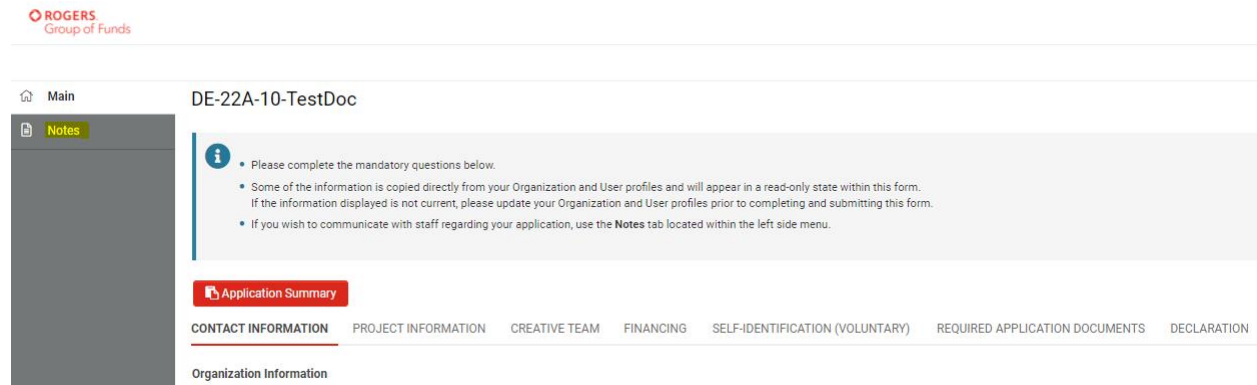 ROGERS
Group of Funds
Main
Notes
DE-22A-10-TestDoc
Please complete the mandatory questions below.
Some of the information is copied directly from your Organization and User profiles and will appear in a read-only state within this form.
If the information displayed is not current, please update your Organization and User profiles prior to completing and submitting this form.
If you wish to communicate with staff regarding your application, use the Notes tab located within the left side menu.
Application Summary
CONTACT INFORMATION PROJECT INFORMATION CREATIVE TEAM FINANCING SELF-IDENTIFICATION (VOLUNTARY) REQUIRED APPLICATION DOCUMENTS DECLARATION
Organization Information